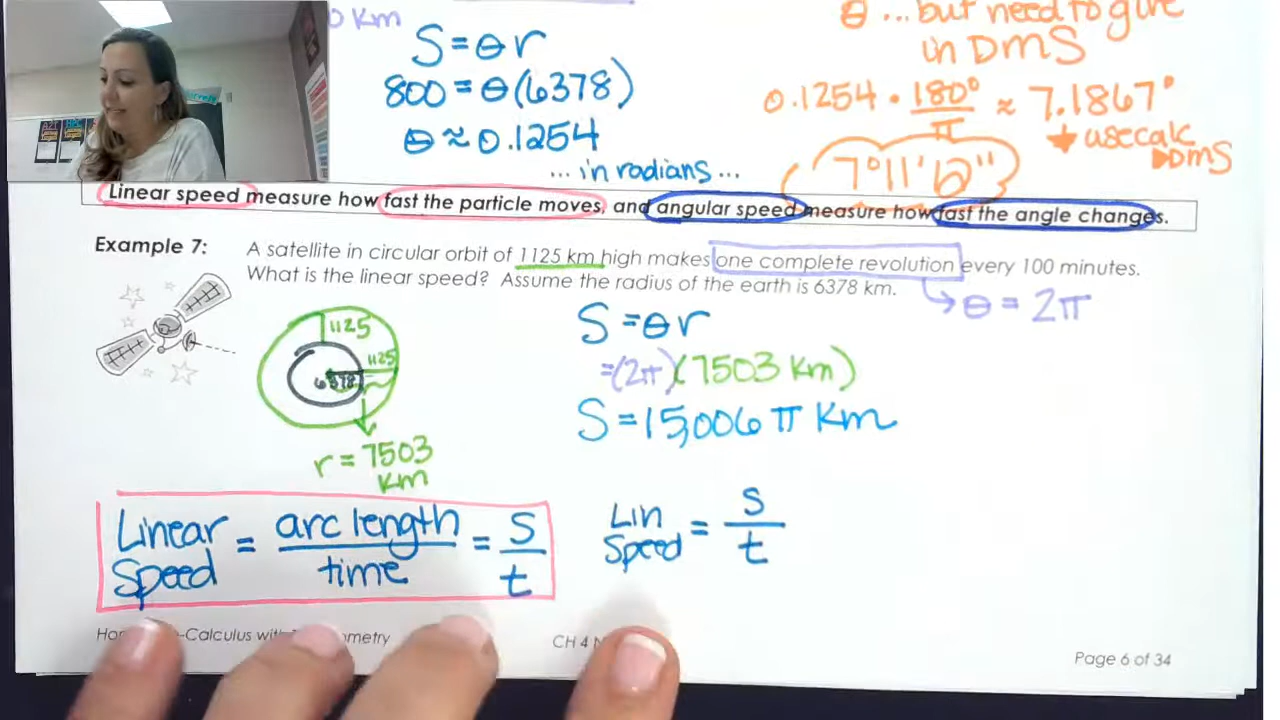 0 Km
S = θr
800 = θ(6378)
θ ≈ 0.1254
... in radians ...
θ ... but need to give
in DMS
0.1254 · 180°/π ≈ 7.1867°
use calc
▶DMS
7°11'12"
Linear speed measure how fast the particle moves, and angular speed measure how fast the angle changes.
Example 7: A satellite in circular orbit of 1125 km high makes one complete revolution every 100 minutes.
What is the linear speed? Assume the radius of the earth is 6378 km.
θ = 2π
1125
1125
6378
r = 7503
Km
S = θr
=(2π)(7503 Km)
S = 15,006 π Km
Linear Speed = arc length/time = S/t
Lin Speed = S/t
CH 4 N
Page 6 of 34